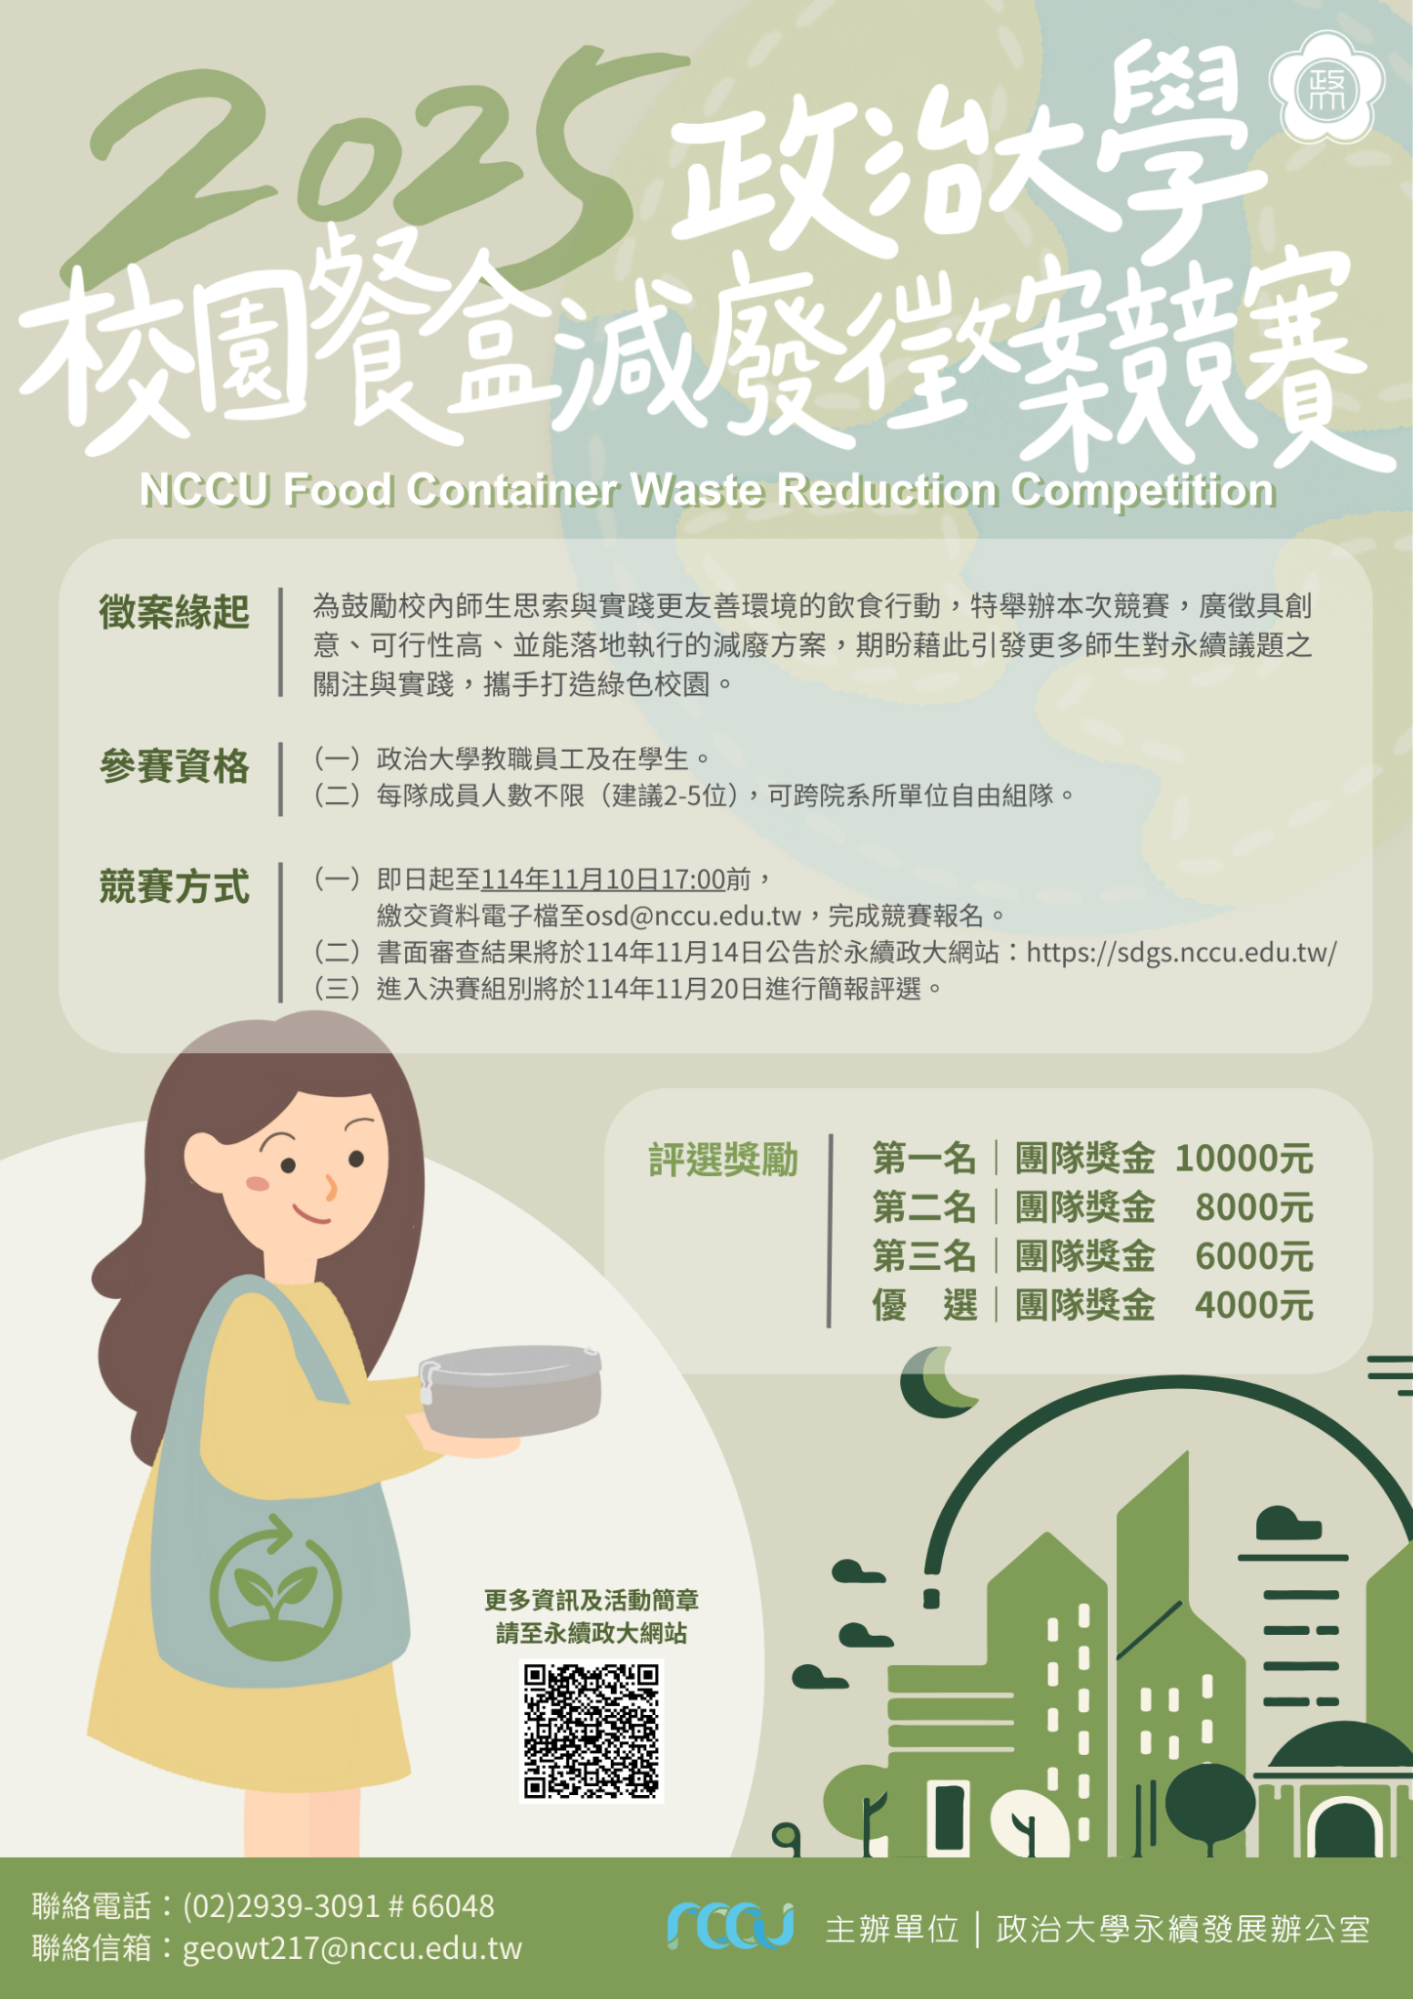 2025 政治大學
政
校園餐盒減廢徵案競賽
NCCU Food Container Waste Reduction Competition
徵案緣起
為鼓勵校內師生思索與實踐更友善環境的飲食行動，特舉辦本次競賽，廣徵具創
意、可行性高、並能落地執行的減廢方案，期盼藉此引發更多師生對永續議題之
關注與實踐，攜手打造綠色校園。
參賽資格
（一）政治大學教職員工及在學生。
（二）每隊成員人數不限（建議2-5位），可跨院系所單位自由組隊。
競賽方式
（一）即日起至114年11月10日17:00前，
繳交資料電子檔至osd@nccu.edu.tw，完成競賽報名。
（二）書面審查結果將於114年11月14日公告於永續政大網站：https://sdgs.nccu.edu.tw/
（三）進入決賽組別將於114年11月20日進行簡報評選。
評選獎勵
第一名｜團隊獎金 10000元
第二名｜團隊獎金 8000元
第三名｜團隊獎金 6000元
優 選｜團隊獎金 4000元
更多資訊及活動簡章
請至永續政大網站
聯絡電話：(02)2939-3091 # 66048
聯絡信箱：geowt217@nccu.edu.tw
nccu
主辦單位｜政治大學永續發展辦公室